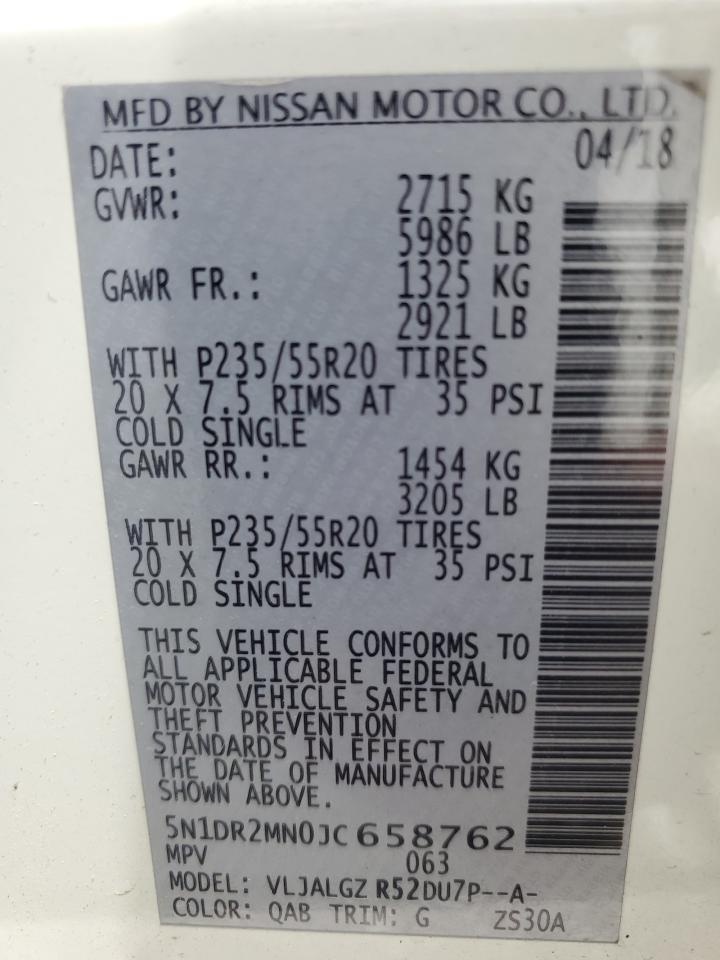 MFD BY NISSAN MOTOR CO., LTD.
DATE: 04/18
GVWR: 2715 KG
5986 LB
GAWR FR.: 1325 KG
2921 LB
WITH P235/55R20 TIRES
20 X 7.5 RIMS AT 35 PSI
COLD SINGLE
GAWR RR.: 1454 KG
3205 LB
WITH P235/55R20 TIRES
20 X 7.5 RIMS AT 35 PSI
COLD SINGLE
THIS VEHICLE CONFORMS TO
ALL APPLICABLE FEDERAL
MOTOR VEHICLE SAFETY AND
THEFT PREVENTION
STANDARDS IN EFFECT ON
THE DATE OF MANUFACTURE
SHOWN ABOVE.
5N1DR2MN0JC658762
MPV 063
MODEL: VLJALGZ R52DU7P--A-
COLOR: QAB TRIM: G ZS30A